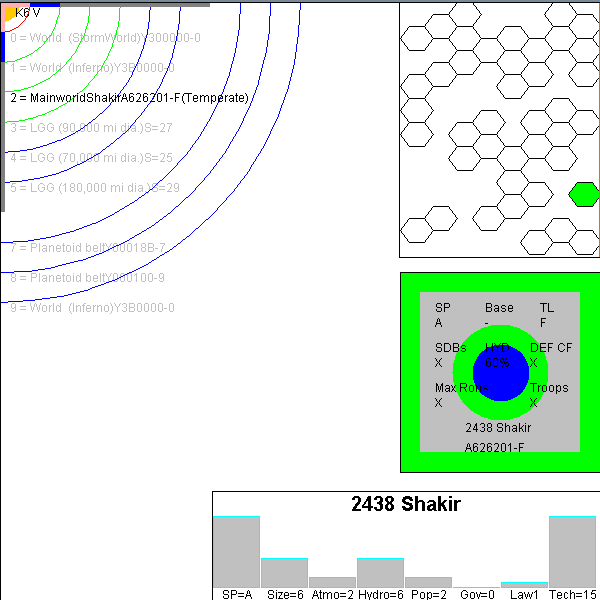 K6 V
0 = World  (StormWorld)Y300000-0
1 = World  (Inferno)Y3B0000-0
2 = MainworldShakirA626201-F(Temperate)
3 = LGG (90,000 mi dia.)S=27
4 = LGG (70,000 mi dia.)S=25
5 = LGG (180,000 mi dia.)S=29
7 = Planetoid beltY00018B-7
8 = Planetoid beltY000100-9
9 = World  (Inferno)Y3B0000-0
SP Base TL
A - F
SDBs HYD DEF CF
X 60% X
Max Troops
X X
2438 Shakir
A626201-F
2438 Shakir
SP=A Size=6 Atmo=2 Hydro=6 Pop=2 Gov=0 Law1 Tech=15